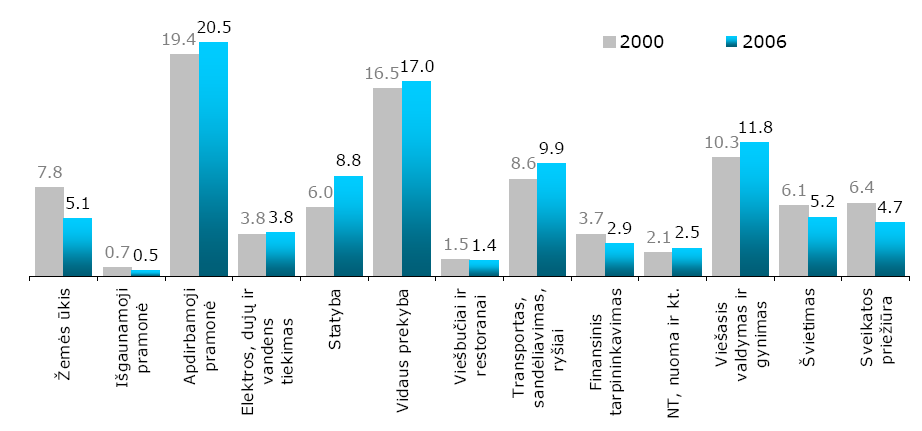 2000
2006
7.8
5.1
0.7
0.5
19.4
20.5
3.8
3.8
6.0
8.8
16.5
17.0
1.5
1.4
8.6
9.9
3.7
2.9
2.1
2.5
10.3
11.8
6.1
5.2
6.4
4.7
Žemės ūkis
Išgaunamoji
pramonė
Apdirbamoji
pramonė
Elektros, dujų ir
vandens
tiekimas
Statyba
Vidaus prekyba
Viešbučiai ir
restoranai
Transportas,
sandėliavimas,
ryšiai
Finansinis
tarpininkavimas
NT, nuoma ir kt.
Viešasis
valdymas ir
gynimas
Švietimas
Sveikatos
priežiūra